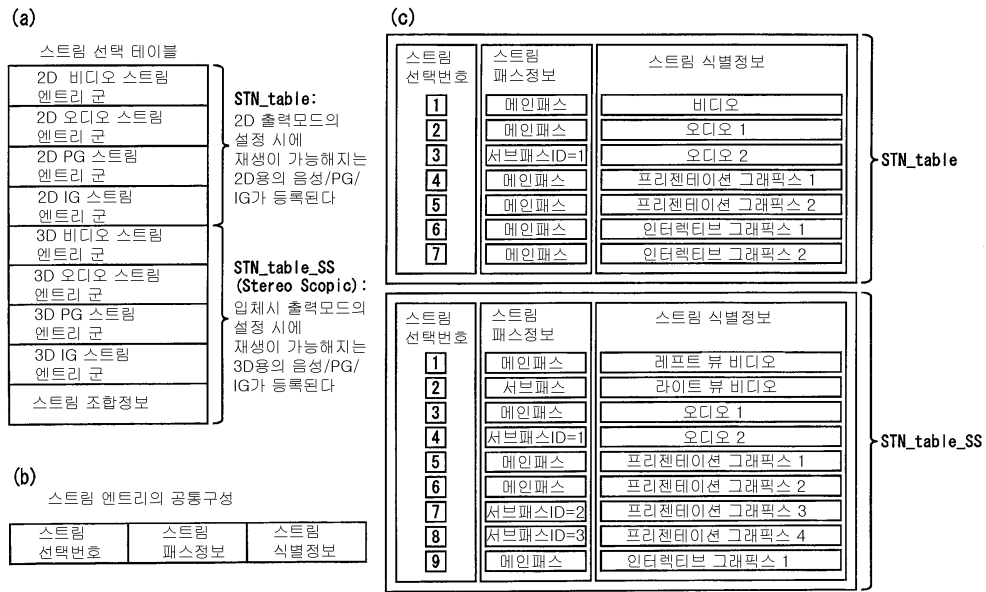 (a)
스트림 선택 테이블
2D 비디오 스트림
엔트리 군
2D 오디오 스트림
엔트리 군
2D PG 스트림
엔트리 군
2D IG 스트림
엔트리 군
3D 비디오 스트림
엔트리 군
3D 오디오 스트림
엔트리 군
3D PG 스트림
엔트리 군
3D IG 스트림
엔트리 군
스트림 조합정보
STN_table:
2D 출력모드의
설정 시에
재생이 가능해지는
2D용의 음성/PG/
IG가 등록된다
STN_table_SS
(Stereo Scopic):
입체시 출력모드의
설정 시에
재생이 가능해지는
3D용의 음성/PG/
IG가 등록된다
(b)
스트림 엔트리의 공통구성
스트림 스트림 스트림
선택번호 패스정보 식별정보
(c)
스트림 스트림 스트림 식별정보
선택번호 패스정보
1 메인패스 비디오
2 메인패스 오디오 1
3 서브패스ID=1 오디오 2
4 메인패스 프리젠테이션 그래픽스 1
5 메인패스 프리젠테이션 그래픽스 2
6 메인패스 인터렉티브 그래픽스 1
7 메인패스 인터렉티브 그래픽스 2
STN_table
스트림 스트림 스트림 식별정보
선택번호 패스정보
1 메인패스 레프트 뷰 비디오
2 서브패스 라이트 뷰 비디오
3 메인패스 오디오 1
4 서브패스ID=1 오디오 2
5 메인패스 프리젠테이션 그래픽스 1
6 메인패스 프리젠테이션 그래픽스 2
7 서브패스ID=2 프리젠테이션 그래픽스 3
8 서브패스ID=3 프리젠테이션 그래픽스 4
9 메인패스 인터렉티브 그래픽스 1
STN_table_SS